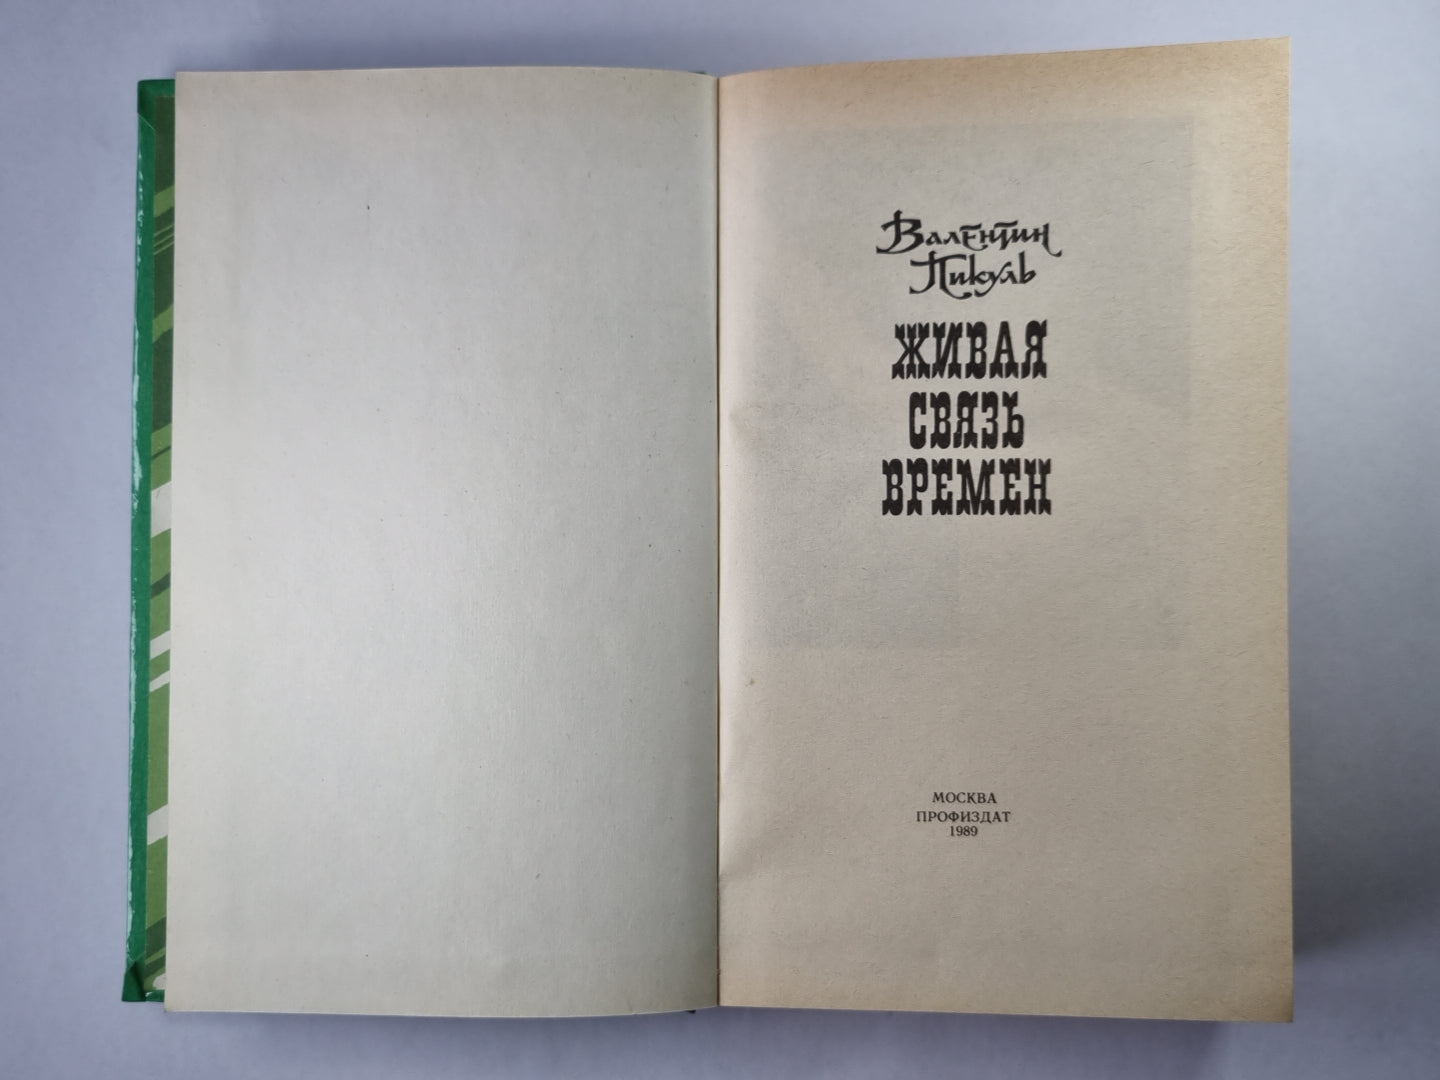 Валентин
Пикуль
ЖИВАЯ
СВЯЗЬ
ВРЕМЕН
МОСКВА
ПРОФИЗДАТ
1989